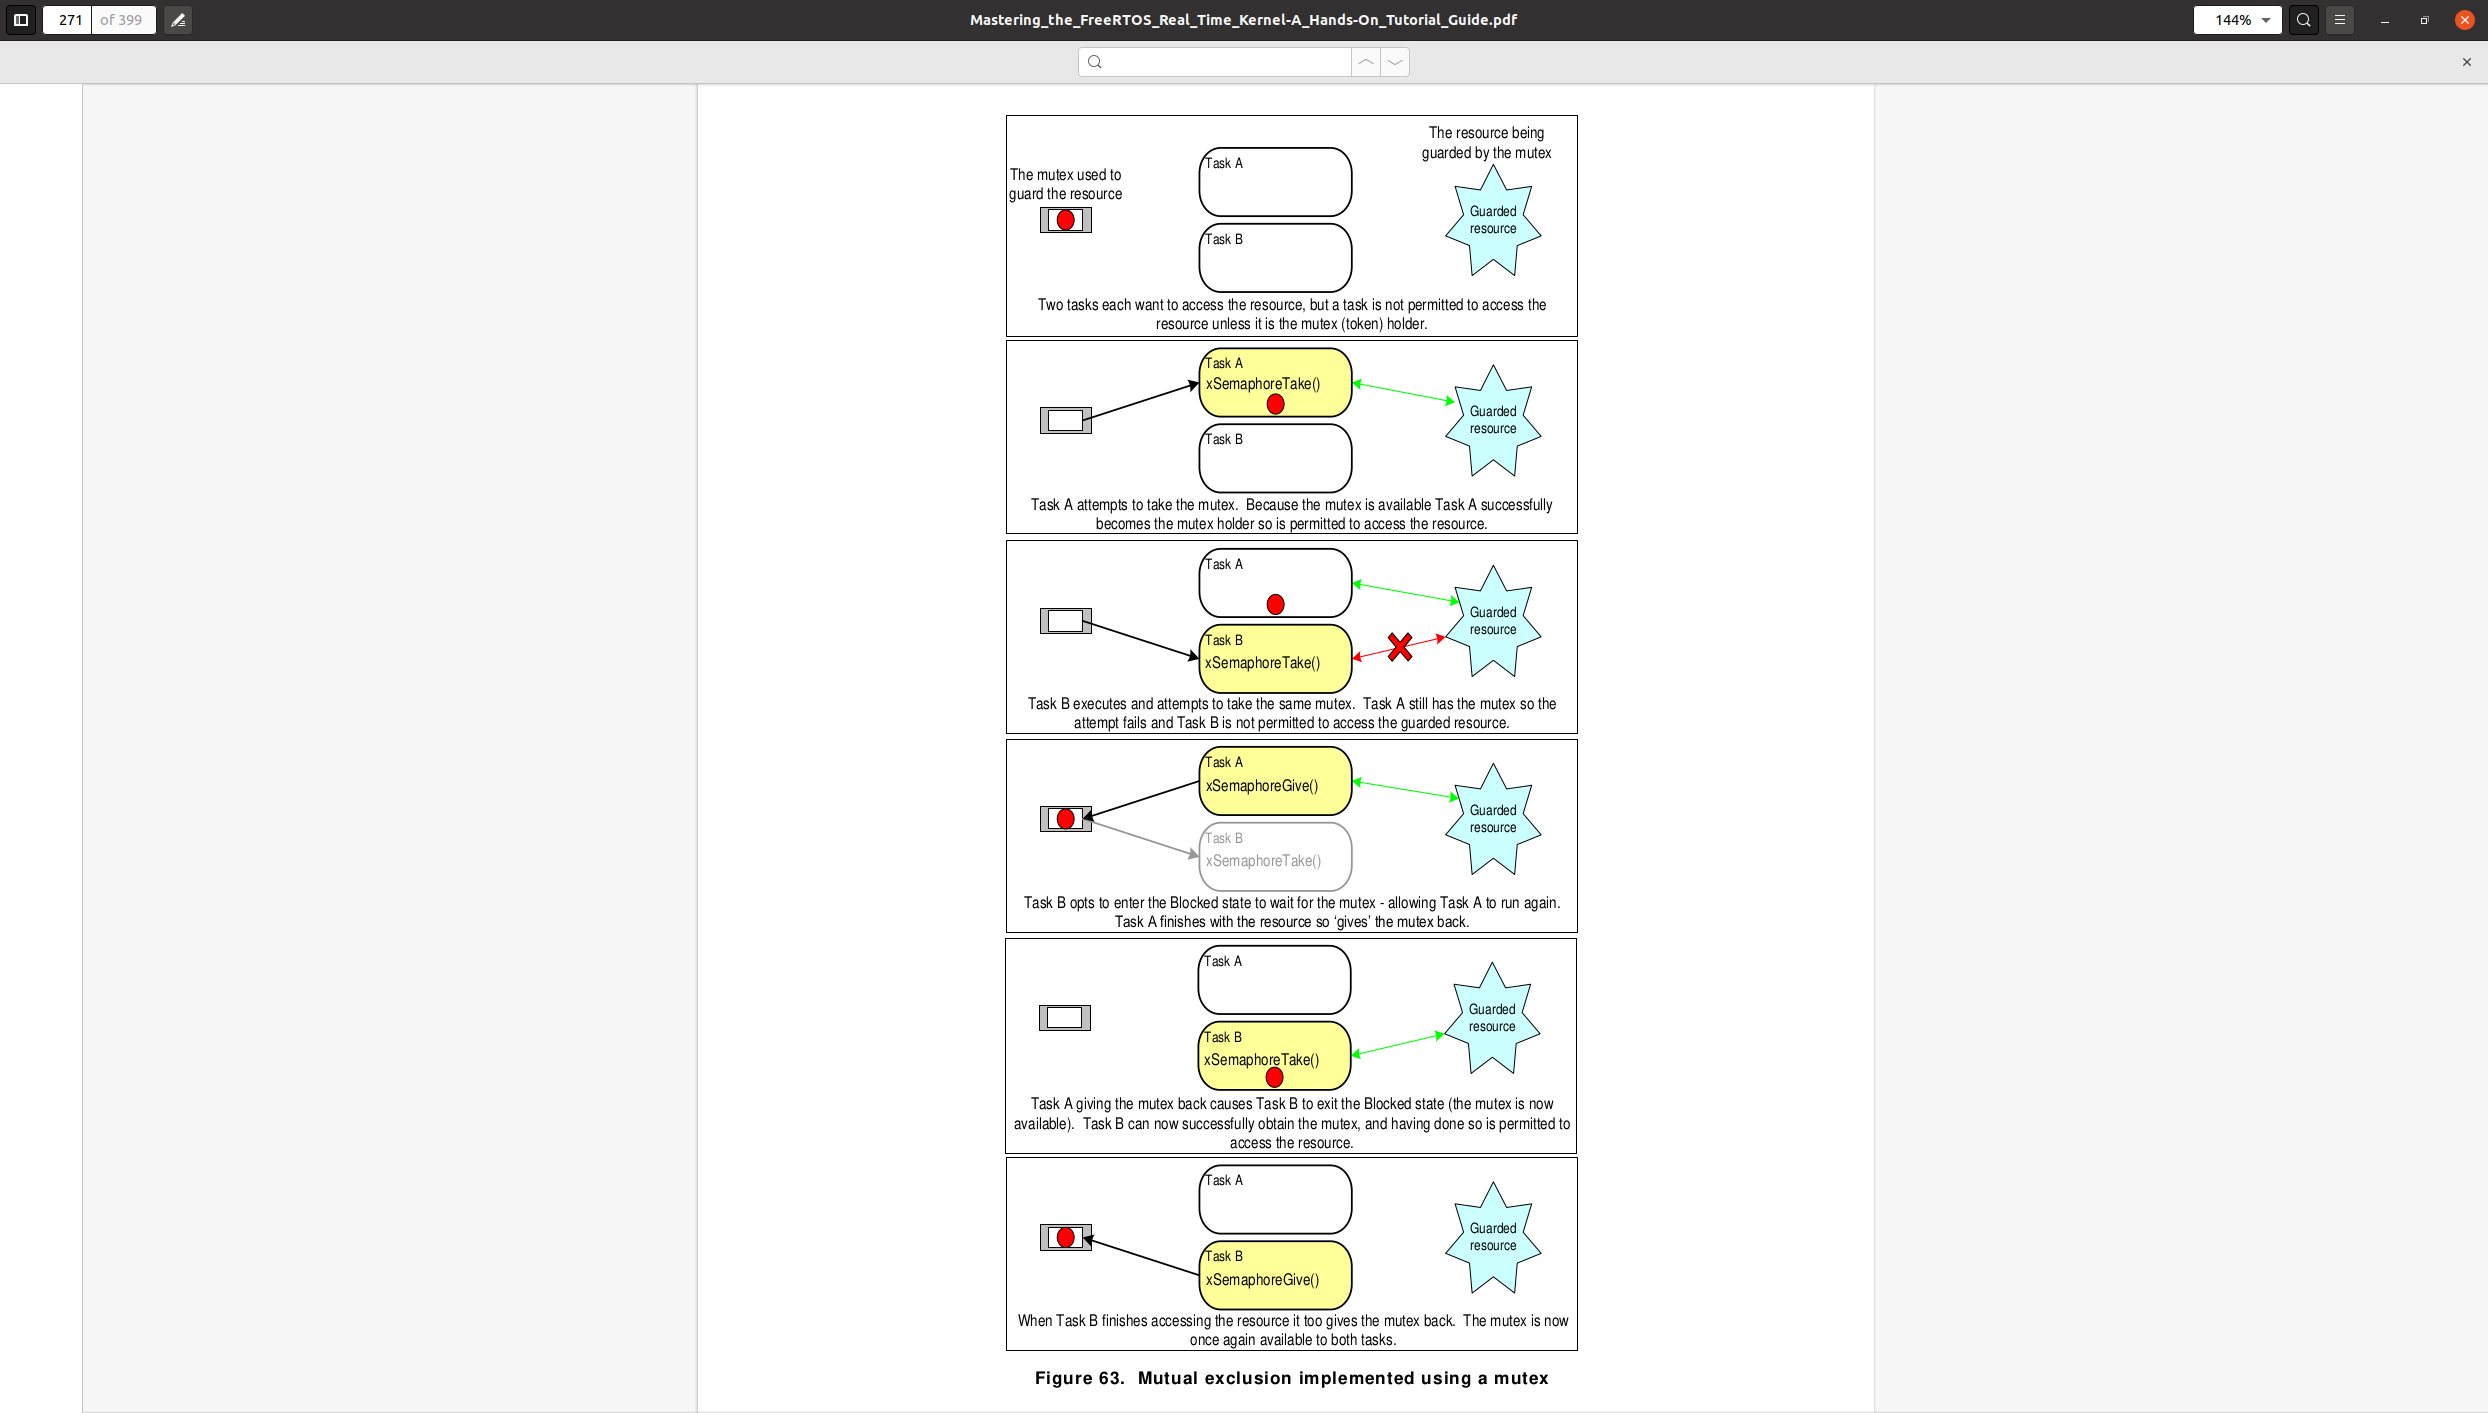 271 of 399
Mastering_the_FreeRTOS_Real_Time_Kernel-A_Hands-On_Tutorial_Guide.pdf
144%
The resource being
guarded by the mutex
The mutex used to
guard the resource
Task A
Guarded
resource
Task B
Two tasks each want to access the resource, but a task is not permitted to access the
resource unless it is the mutex (token) holder.
Task A
xSemaphoreTake()
Guarded
resource
Task B
Task A attempts to take the mutex.  Because the mutex is available Task A successfully
becomes the mutex holder so is permitted to access the resource.
Task A
Guarded
resource
Task B
xSemaphoreTake()
Task B executes and attempts to take the same mutex.  Task A still has the mutex so the
attempt fails and Task B is not permitted to access the guarded resource.
Task A
xSemaphoreGive()
Guarded
resource
Task B
xSemaphoreTake()
Task B opts to enter the Blocked state to wait for the mutex - allowing Task A to run again.
Task A finishes with the resource so ‘gives’ the mutex back.
Task A
Guarded
resource
Task B
xSemaphoreTake()
Task A giving the mutex back causes Task B to exit the Blocked state (the mutex is now
available).  Task B can now successfully obtain the mutex, and having done so is permitted to
access the resource.
Task A
Guarded
resource
Task B
xSemaphoreGive()
When Task B finishes accessing the resource it too gives the mutex back.  The mutex is now
once again available to both tasks.
Figure 63.  Mutual exclusion implemented using a mutex